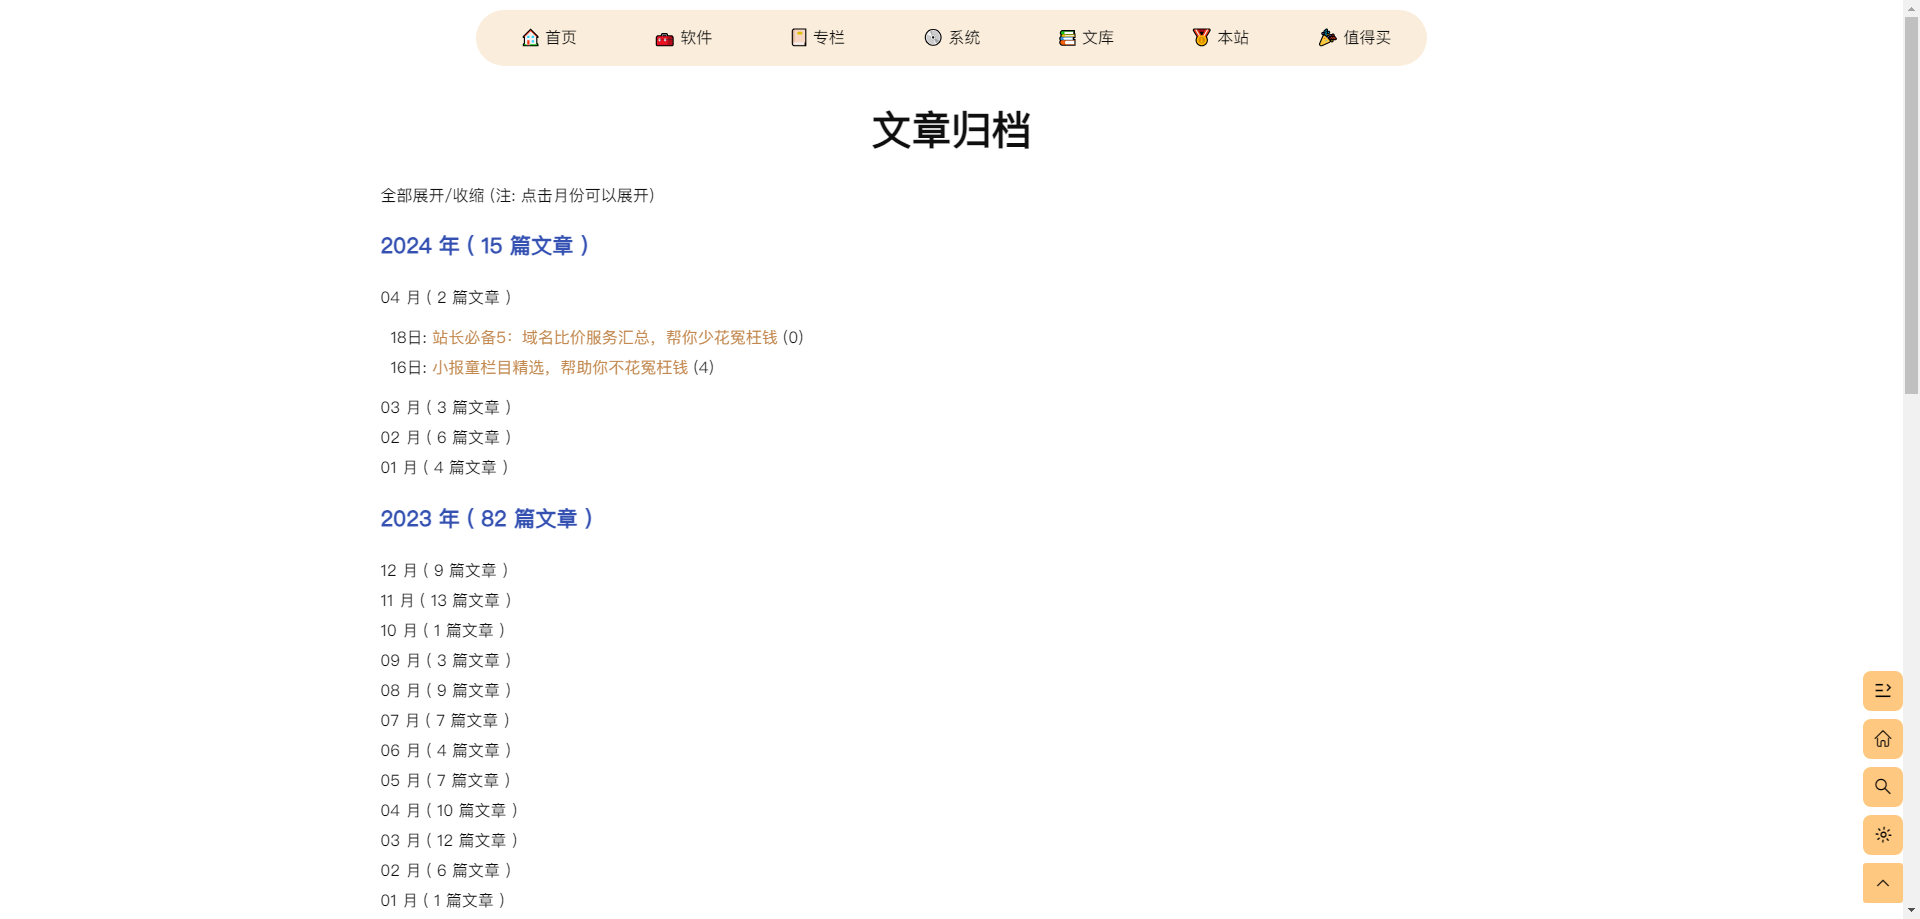 首页 软件 专栏 系统 文库 本站 值得买
文章归档
全部展开/收缩 (注: 点击月份可以展开)
2024 年 ( 15 篇文章 )
04 月 ( 2 篇文章 )
18日: 站长必备5：域名比价服务汇总，帮你少花冤枉钱 (0)
16日: 小报童栏目精选，帮助你不花冤枉钱 (4)
03 月 ( 3 篇文章 )
02 月 ( 6 篇文章 )
01 月 ( 4 篇文章 )
2023 年 ( 82 篇文章 )
12 月 ( 9 篇文章 )
11 月 ( 13 篇文章 )
10 月 ( 1 篇文章 )
09 月 ( 3 篇文章 )
08 月 ( 9 篇文章 )
07 月 ( 7 篇文章 )
06 月 ( 4 篇文章 )
05 月 ( 7 篇文章 )
04 月 ( 10 篇文章 )
03 月 ( 12 篇文章 )
02 月 ( 6 篇文章 )
01 月 ( 1 篇文章 )